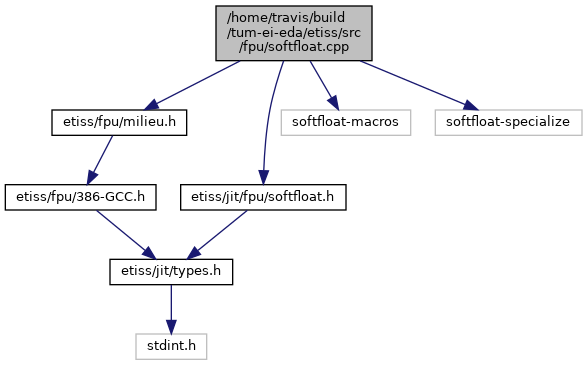 /home/travis/build
/tum-ei-eda/etiss/src
/fpu/softfloat.cpp
etiss/fpu/milieu.h
softfloat-macros
softfloat-specialize
etiss/fpu/386-GCC.h
etiss/jit/fpu/softfloat.h
etiss/jit/types.h
stdint.h